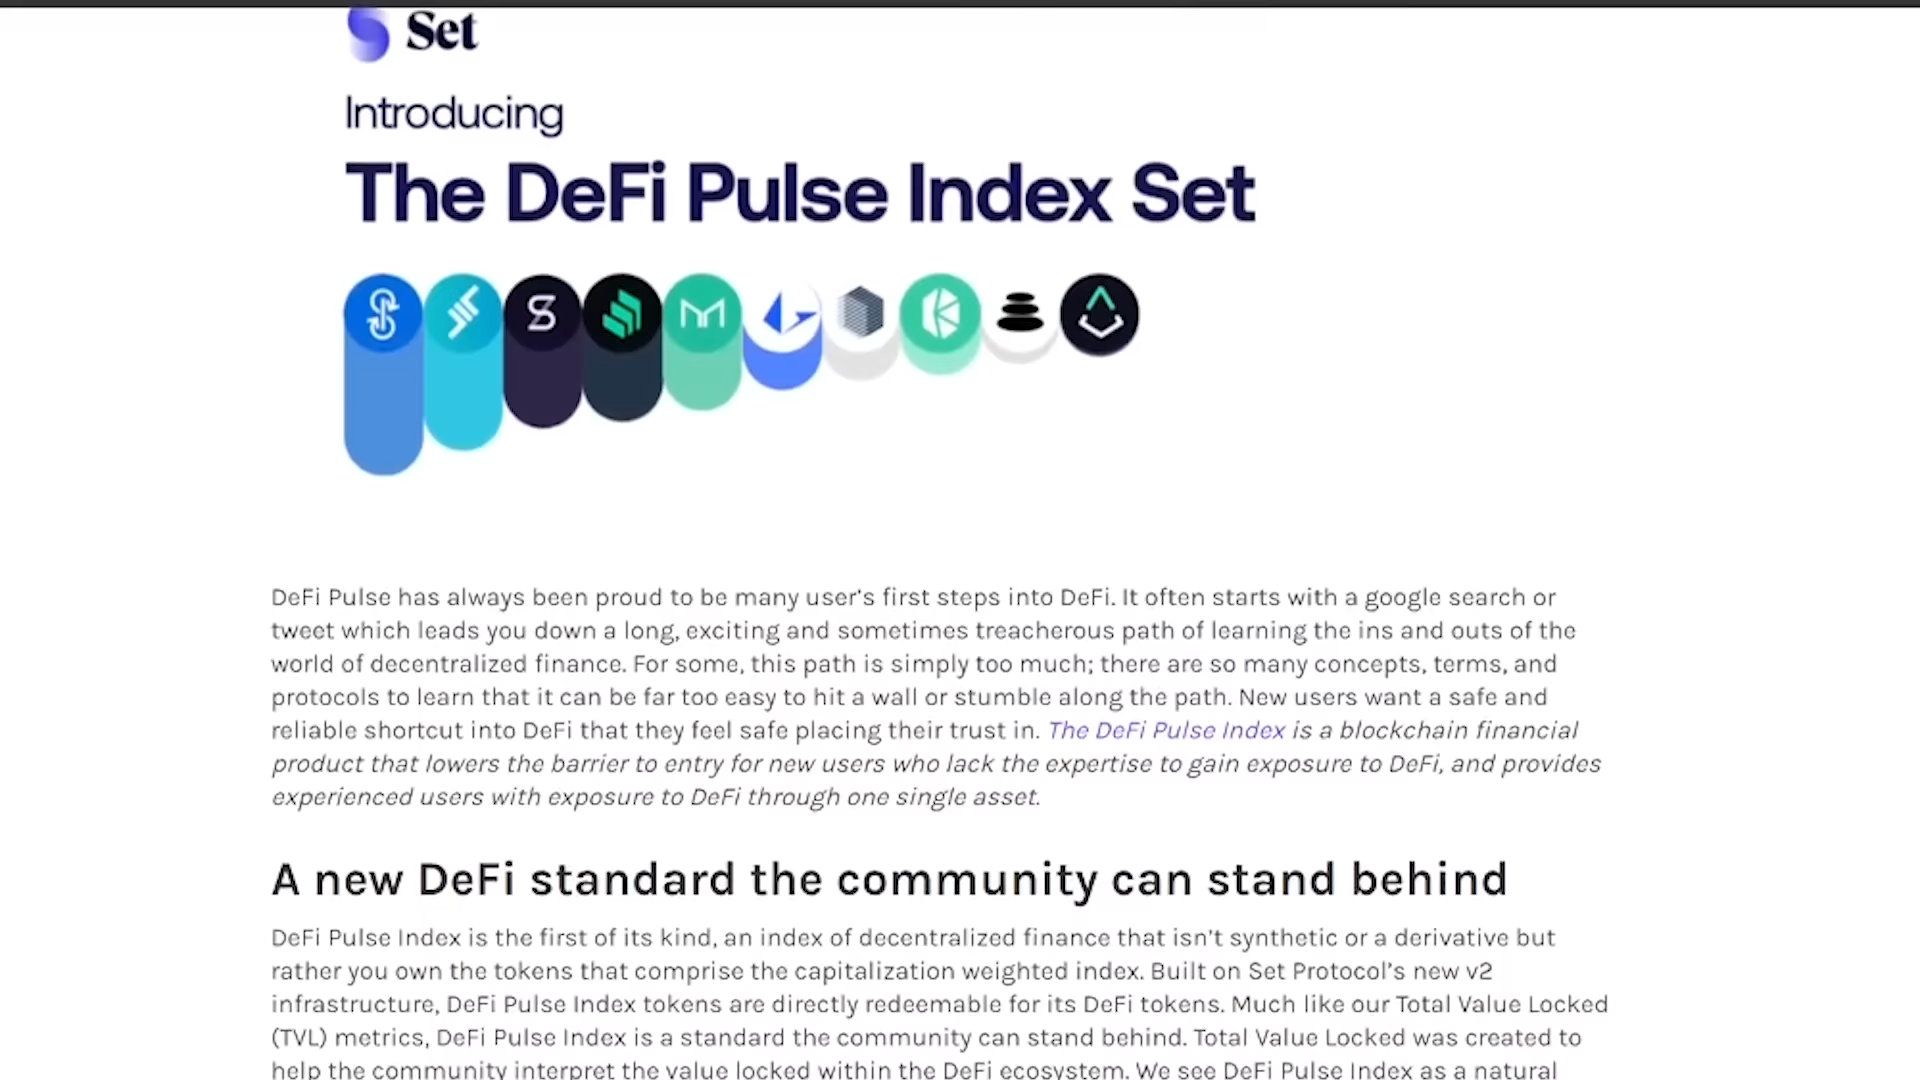 Set
Introducing
The DeFi Pulse Index Set
DeFi Pulse has always been proud to be many user's first steps into DeFi. It often starts with a google search or
tweet which leads you down a long, exciting and sometimes treacherous path of learning the ins and outs of the
world of decentralized finance. For some, this path is simply too much; there are so many concepts, terms, and
protocols to learn that it can be far too easy to hit a wall or stumble along the path. New users want a safe and
reliable shortcut into DeFi that they feel safe placing their trust in. The DeFi Pulse Index is a blockchain financial
product that lowers the barrier to entry for new users who lack the expertise to gain exposure to DeFi, and provides
experienced users with exposure to DeFi through one single asset.
A new DeFi standard the community can stand behind
DeFi Pulse Index is the first of its kind, an index of decentralized finance that isn't synthetic or a derivative but
rather you own the tokens that comprise the capitalization weighted index. Built on Set Protocol's new v2
infrastructure, DeFi Pulse Index tokens are directly redeemable for its DeFi tokens. Much like our Total Value Locked
(TVL) metrics, DeFi Pulse Index is a standard the community can stand behind. Total Value Locked was created to
help the community interpret the value locked within the DeFi ecosystem. We see DeFi Pulse Index as a natural